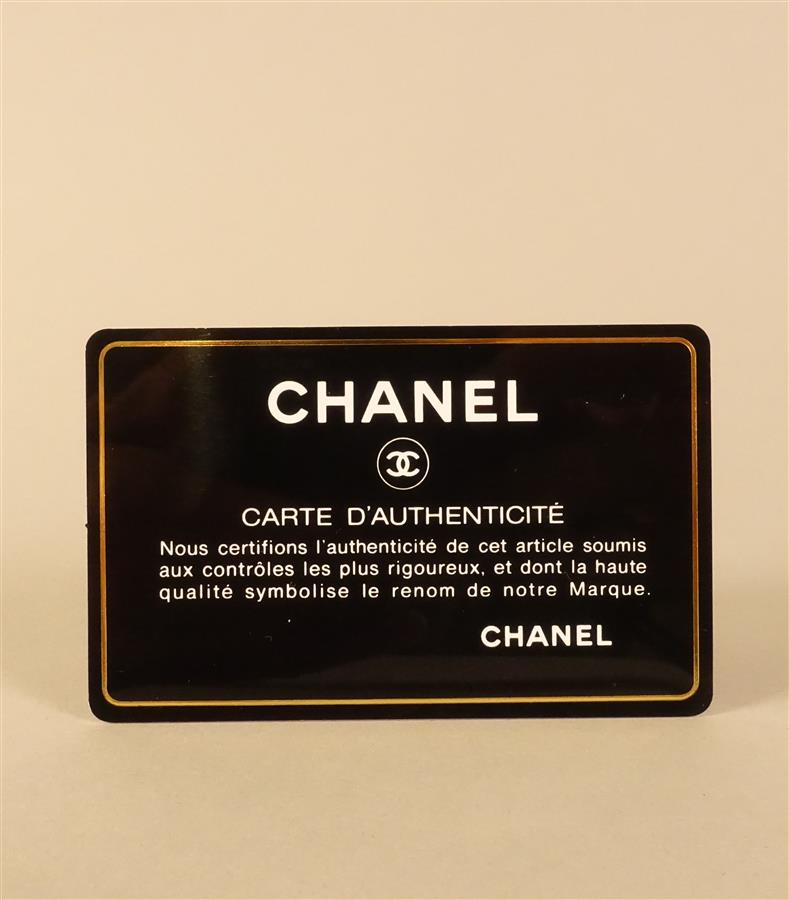 CHANEL
CARTE D'AUTHENTICITÉ
Nous certifions l'authenticité de cet article soumis
aux contrôles les plus rigoureux, et dont la haute
qualité symbolise le renom de notre Marque.
CHANEL